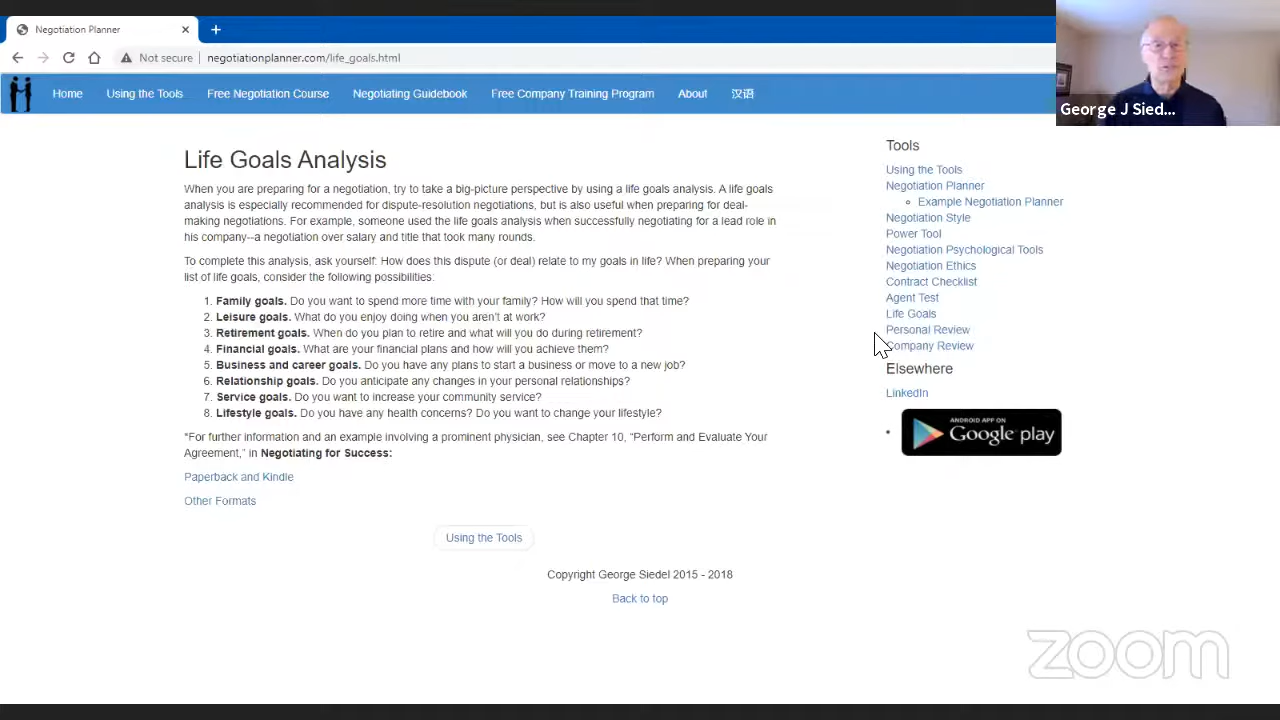 Negotiation Planner
Not secure | negotiationplanner.com/life_goals.html
Home Using the Tools Free Negotiation Course Negotiating Guidebook Free Company Training Program About 汉语
George J Sied...
Life Goals Analysis
When you are preparing for a negotiation, try to take a big-picture perspective by using a life goals analysis. A life goals
analysis is especially recommended for dispute-resolution negotiations, but is also useful when preparing for deal-
making negotiations. For example, someone used the life goals analysis when successfully negotiating for a lead role in
his company--a negotiation over salary and title that took many rounds.
To complete this analysis, ask yourself: How does this dispute (or deal) relate to my goals in life? When preparing your
list of life goals, consider the following possibilities:
1. Family goals. Do you want to spend more time with your family? How will you spend that time?
2. Leisure goals. What do you enjoy doing when you aren't at work?
3. Retirement goals. When do you plan to retire and what will you do during retirement?
4. Financial goals. What are your financial plans and how will you achieve them?
5. Business and career goals. Do you have any plans to start a business or move to a new job?
6. Relationship goals. Do you anticipate any changes in your personal relationships?
7. Service goals. Do you want to increase your community service?
8. Lifestyle goals. Do you have any health concerns? Do you want to change your lifestyle?
*For further information and an example involving a prominent physician, see Chapter 10, "Perform and Evaluate Your
Agreement," in Negotiating for Success:
Paperback and Kindle
Other Formats
Using the Tools
Copyright George Siedel 2015 - 2018
Back to top
Tools
Using the Tools
Negotiation Planner
Example Negotiation Planner
Negotiation Style
Power Tool
Negotiation Psychological Tools
Negotiation Ethics
Contract Checklist
Agent Test
Life Goals
Personal Review
Company Review
Elsewhere
LinkedIn
ANDROID APP ON
Google play
zoom